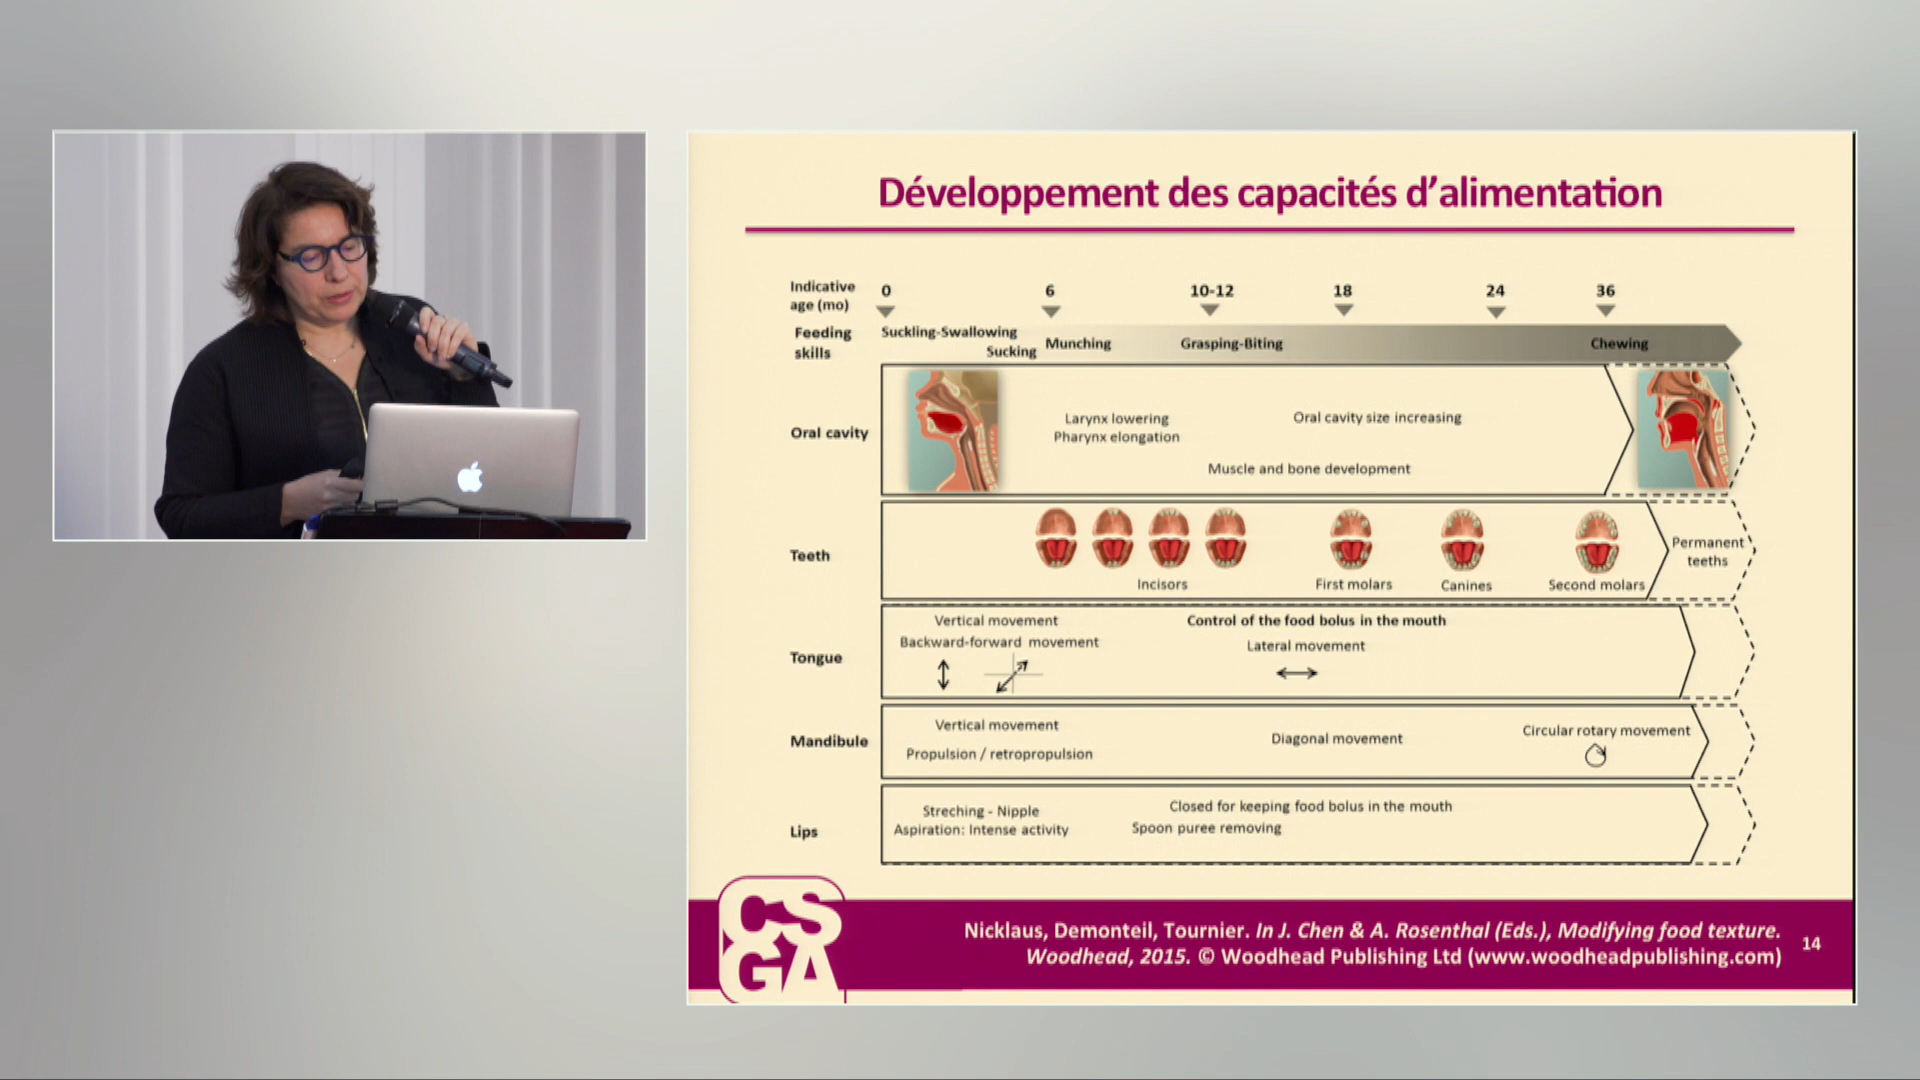 Développement des capacités d'alimentation
Indicative age (mo)
0 6 10-12 18 24 36
Feeding skills
Suckling-Swallowing
Sucking
Munching
Grasping-Biting
Chewing
Oral cavity
Larynx lowering
Pharynx elongation
Oral cavity size increasing
Muscle and bone development
Teeth
Incisors
First molars
Canines
Second molars
Permanent teeths
Tongue
Vertical movement
Backward-forward movement
Control of the food bolus in the mouth
Lateral movement
Mandibule
Vertical movement
Propulsion / retropropulsion
Diagonal movement
Circular rotary movement
Lips
Streching - Nipple
Aspiration: Intense activity
Closed for keeping food bolus in the mouth
Spoon puree removing
CS
GA
Nicklaus, Demonteil, Tournier. In J. Chen & A. Rosenthal (Eds.), Modifying food texture.
Woodhead, 2015. © Woodhead Publishing Ltd (www.woodheadpublishing.com)
14